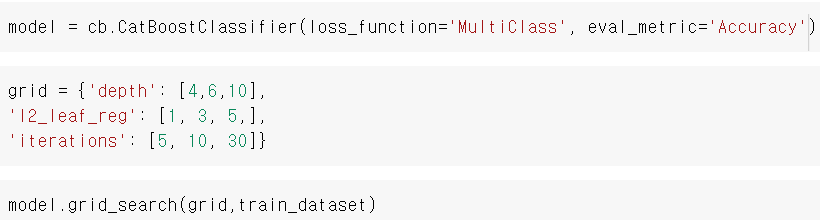 model = cb.CatBoostClassifier(loss_function='MultiClass', eval_metric='Accuracy')
grid = {'depth': [4,6,10],
'l2_leaf_reg': [1, 3, 5,],
'iterations': [5, 10, 30]}
model.grid_search(grid,train_dataset)